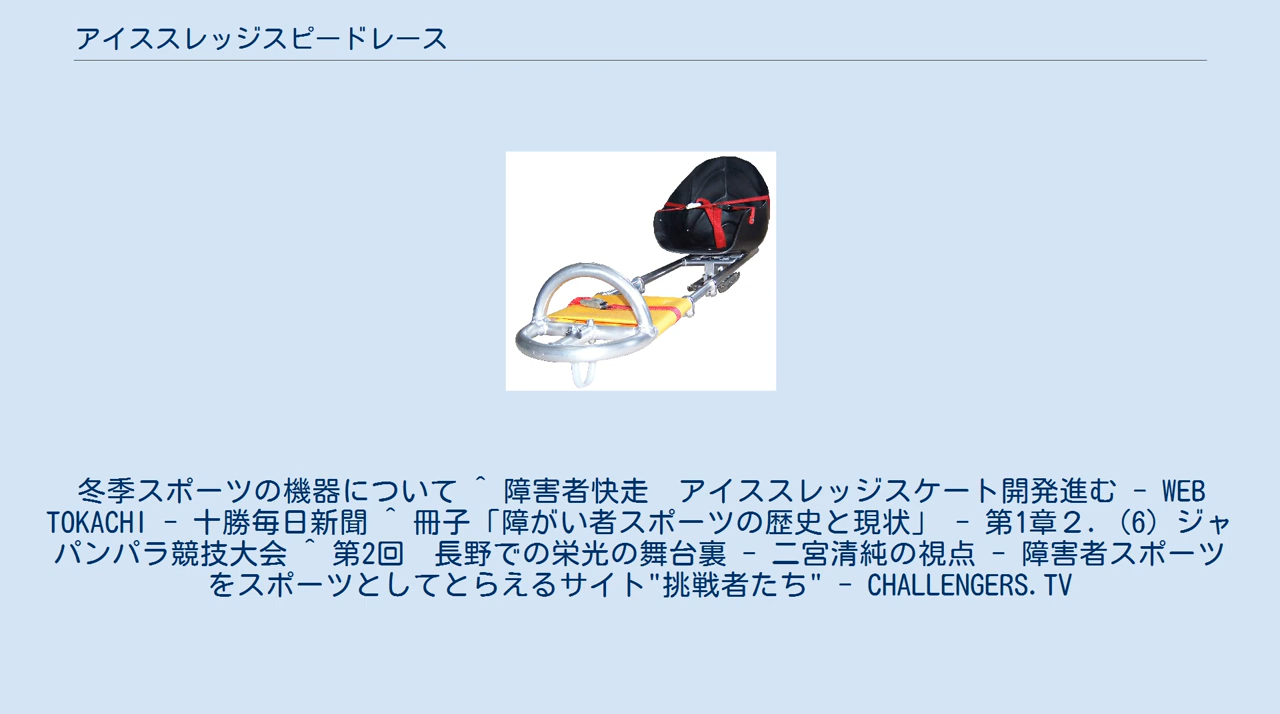 アイススレッジスピードレース
冬季スポーツの機器について ^ 障害者快走　アイススレッジスケート開発進む - WEB
TOKACHI - 十勝毎日新聞 ^ 冊子「障がい者スポーツの歴史と現状」 - 第1章２.（6）ジャ
パンパラ競技大会 ^ 第2回　長野での栄光の舞台裏 - 二宮清純の視点 - 障害者スポーツ
をスポーツとしてとらえるサイト"挑戦者たち" - CHALLENGERS.TV